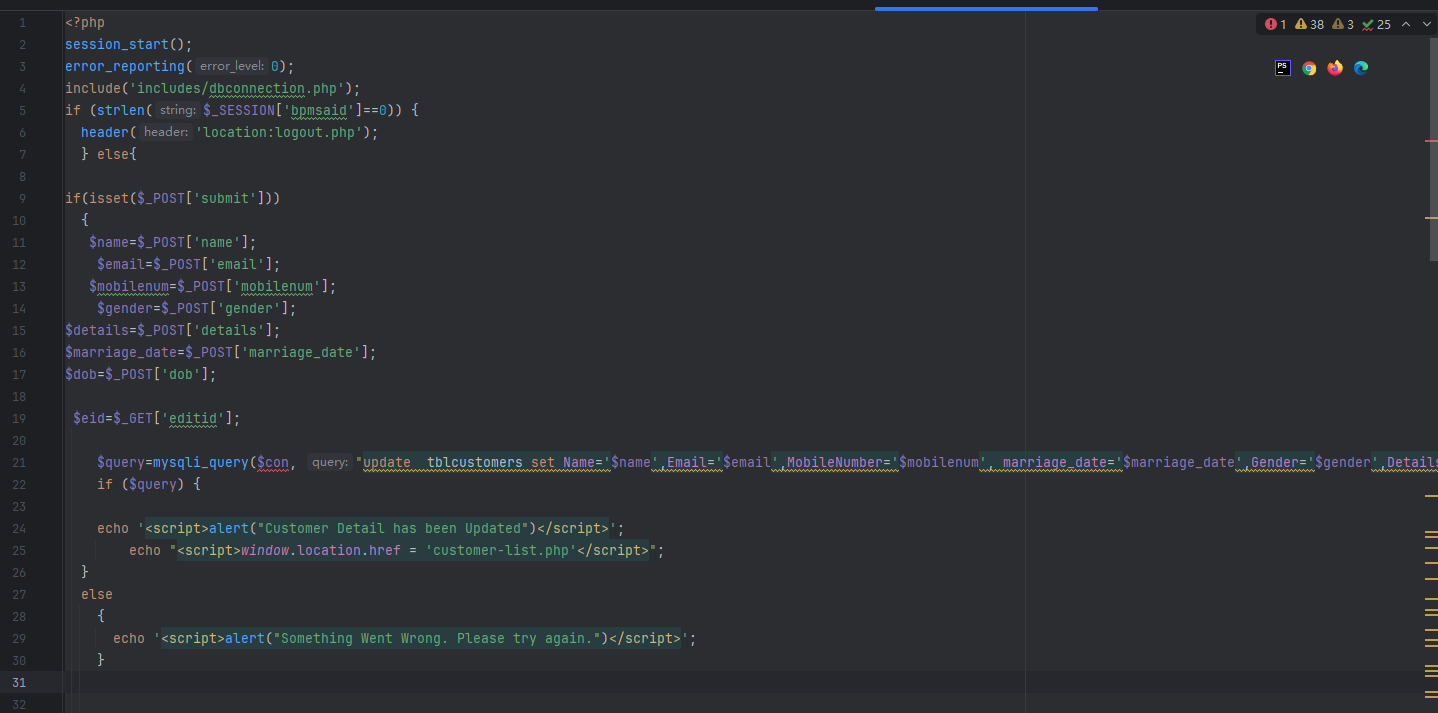 1 38 3 25
PS
1 <?php
2 session_start();
3 error_reporting( error_level: 0);
4 include('includes/dbconnection.php');
5 if (strlen( string: $_SESSION['bpmsaid']==0)) {
6 header( header: 'location:logout.php');
7 } else{
8
9 if(isset($_POST['submit']))
10 {
11 $name=$_POST['name'];
12 $email=$_POST['email'];
13 $mobilenum=$_POST['mobilenum'];
14 $gender=$_POST['gender'];
15 $details=$_POST['details'];
16 $marriage_date=$_POST['marriage_date'];
17 $dob=$_POST['dob'];
18
19 $eid=$_GET['editid'];
20
21 $query=mysqli_query($con, query: "update  tblcustomers set Name='$name',Email='$email',MobileNumber='$mobilenum', marriage_date='$marriage_date',Gender='$gender',Details
22 if ($query) {
23
24 echo '<script>alert("Customer Detail has been Updated")</script>';
25 echo "<script>window.location.href = 'customer-list.php'</script>";
26 }
27 else
28 {
29 echo '<script>alert("Something Went Wrong. Please try again.")</script>';
30 }
31
32